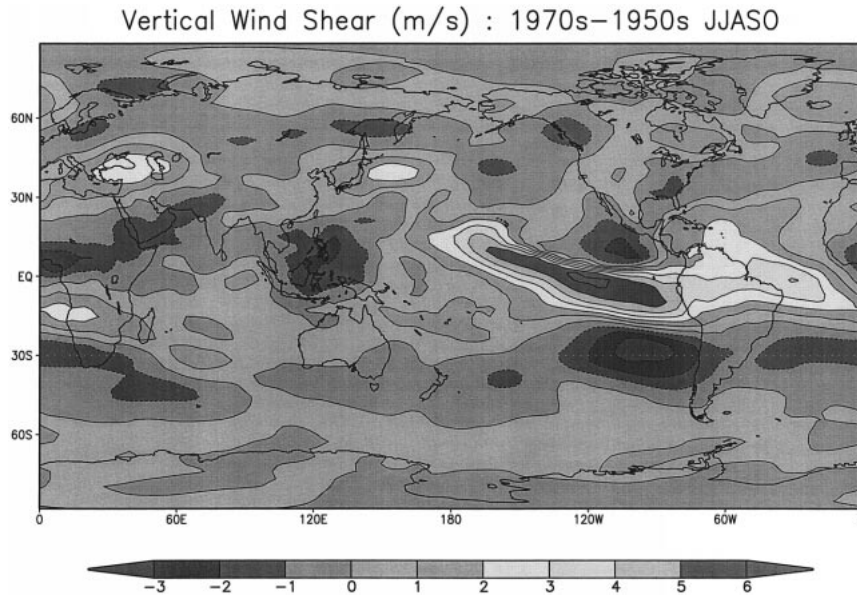 Vertical Wind Shear (m/s) : 1970s-1950s JJASO
60N
30N
EQ
30S
60S
0 60E 120E 180 120W 60W
-3 -2 -1 0 1 2 3 4 5 6